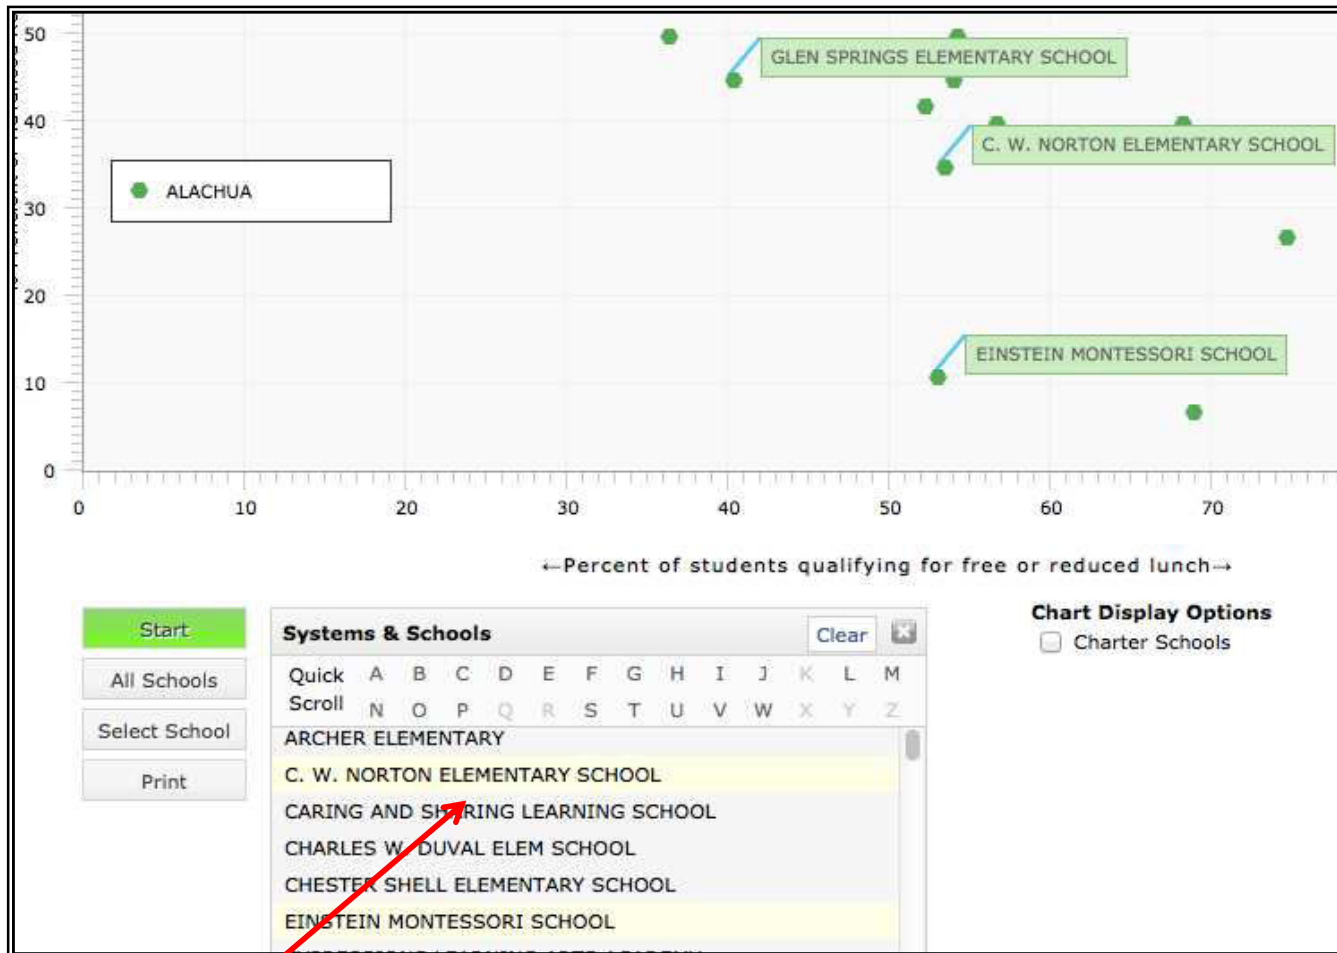 50
GLEN SPRINGS ELEMENTARY SCHOOL
40
C. W. NORTON ELEMENTARY SCHOOL
ALACHUA
30
20
EINSTEIN MONTESSORI SCHOOL
10
0
0 10 20 30 40 50 60 70
←Percent of students qualifying for free or reduced lunch→
Start
All Schools
Select School
Print
Systems & Schools Clear
Quick Scroll
A B C D E F G H I J K L M
N O P Q R S T U V W X Y Z
ARCHER ELEMENTARY
C. W. NORTON ELEMENTARY SCHOOL
CARING AND SHARING LEARNING SCHOOL
CHARLES W. DUVAL ELEM SCHOOL
CHESTER SHELL ELEMENTARY SCHOOL
EINSTEIN MONTESSORI SCHOOL
Chart Display Options
Charter Schools